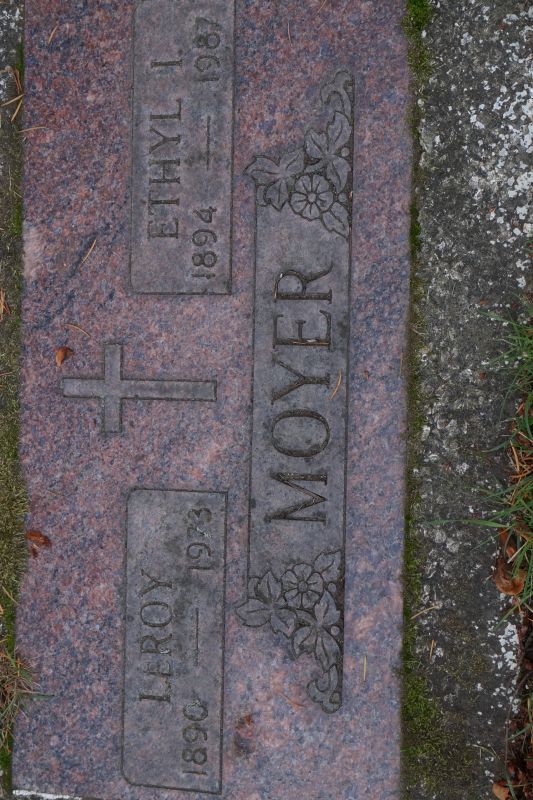 LEROY
1890 — 1973
ETHYL I.
1894 — 1987
MOYER